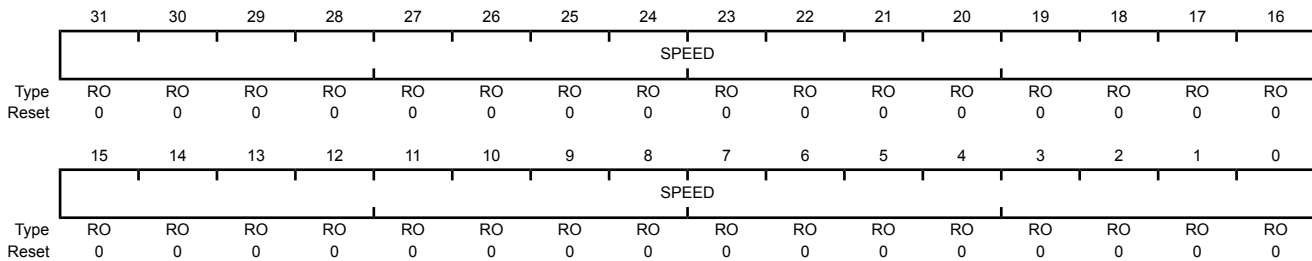 31 30 29 28 27 26 25 24 23 22 21 20 19 18 17 16
SPEED
Type RO RO RO RO RO RO RO RO RO RO RO RO RO RO RO RO
Reset 0 0 0 0 0 0 0 0 0 0 0 0 0 0 0 0
15 14 13 12 11 10 9 8 7 6 5 4 3 2 1 0
SPEED
Type RO RO RO RO RO RO RO RO RO RO RO RO RO RO RO RO
Reset 0 0 0 0 0 0 0 0 0 0 0 0 0 0 0 0